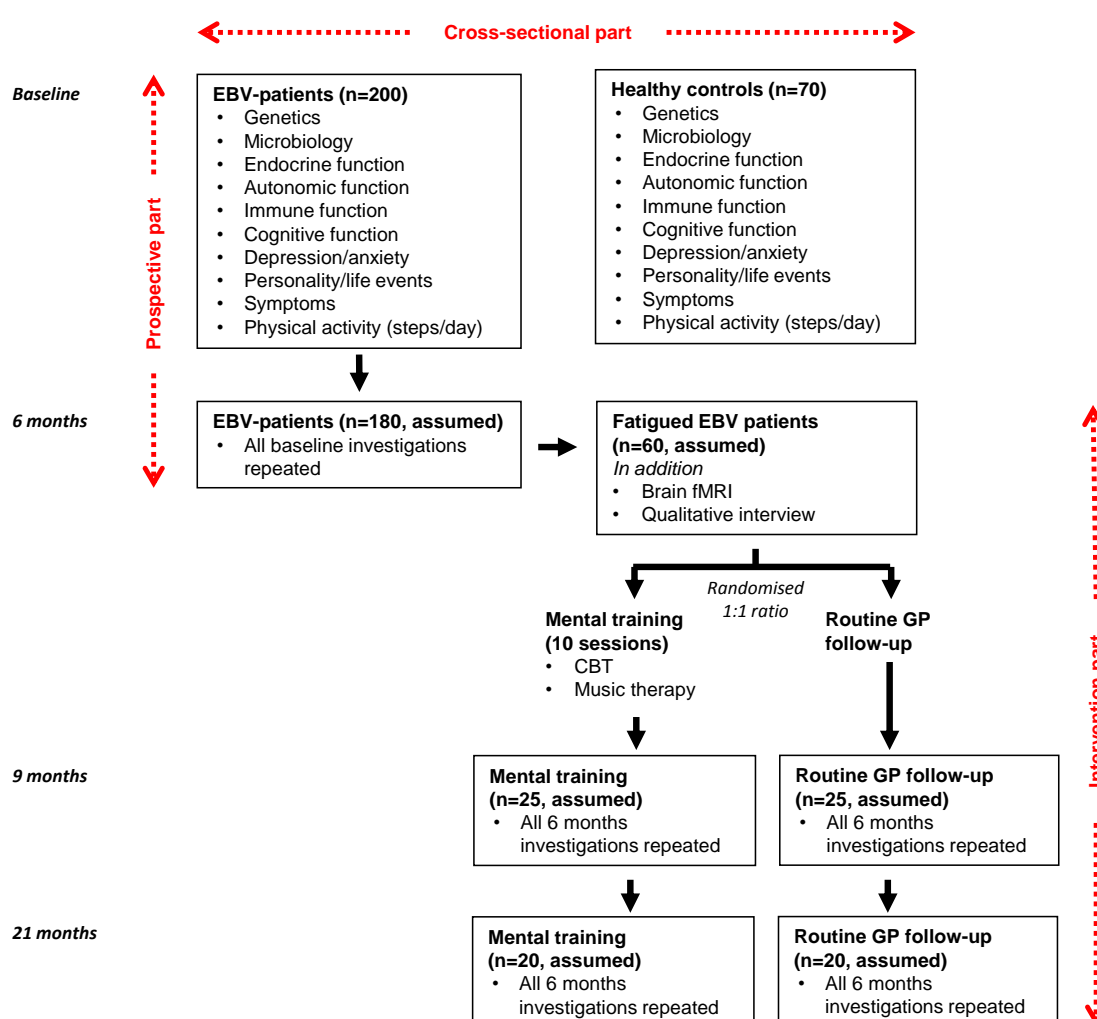 Cross-sectional part
Baseline
Prospective part
EBV-patients (n=200)
• Genetics
• Microbiology
• Endocrine function
• Autonomic function
• Immune function
• Cognitive function
• Depression/anxiety
• Personality/life events
• Symptoms
• Physical activity (steps/day)
Healthy controls (n=70)
• Genetics
• Microbiology
• Endocrine function
• Autonomic function
• Immune function
• Cognitive function
• Depression/anxiety
• Personality/life events
• Symptoms
• Physical activity (steps/day)
6 months
EBV-patients (n=180, assumed)
• All baseline investigations
repeated
Fatigued EBV patients
(n=60, assumed)
In addition
• Brain fMRI
• Qualitative interview
Intervention part
Randomised
1:1 ratio
Mental training
(10 sessions)
• CBT
• Music therapy
Routine GP
follow-up
9 months
Mental training
(n=25, assumed)
• All 6 months
investigations repeated
Routine GP follow-up
(n=25, assumed)
• All 6 months
investigations repeated
21 months
Mental training
(n=20, assumed)
• All 6 months
investigations repeated
Routine GP follow-up
(n=20, assumed)
• All 6 months
investigations repeated